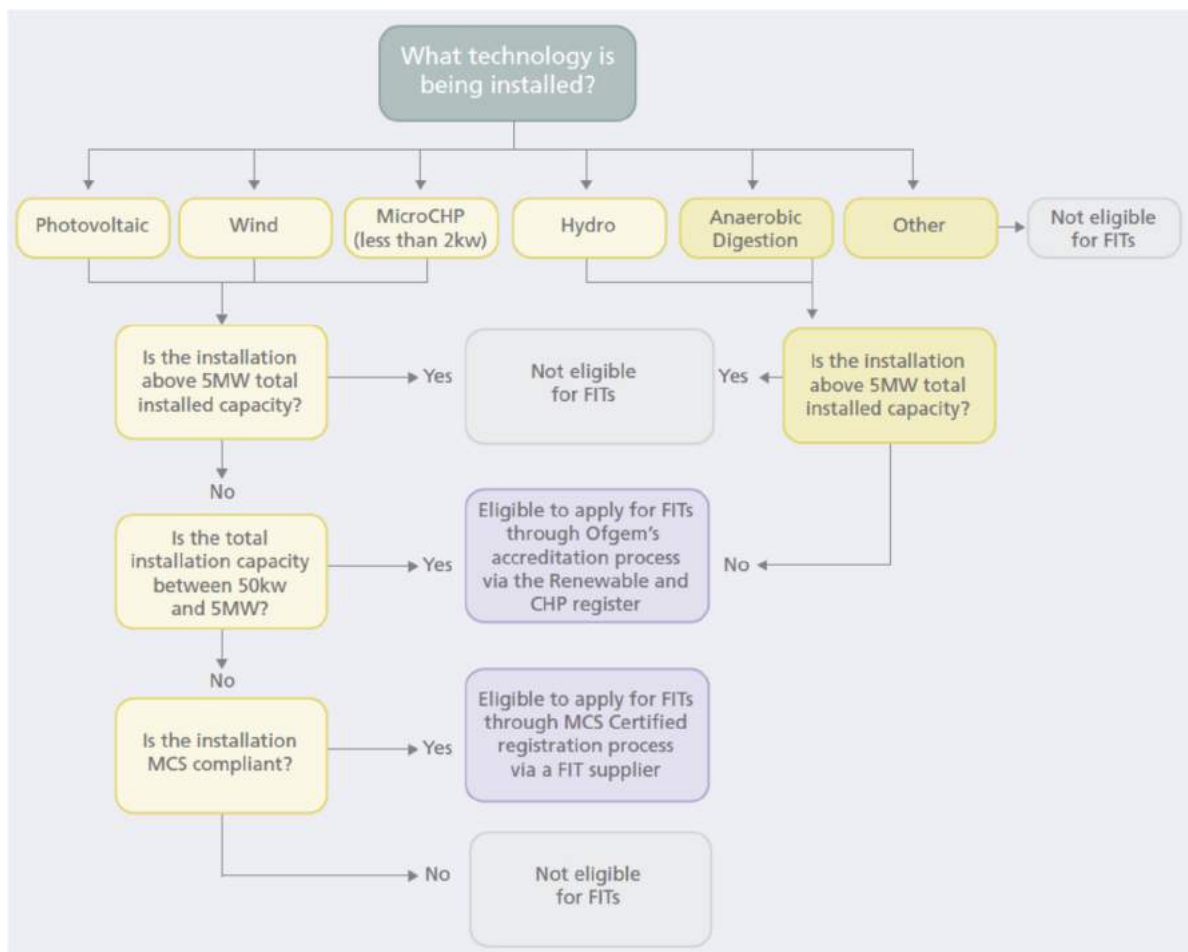 What technology is
being installed?
Photovoltaic
Wind
MicroCHP
(less than 2kw)
Hydro
Anaerobic
Digestion
Other
Not eligible
for FITs
Is the installation
above 5MW total
installed capacity?
Yes
Not eligible
for FITs
Yes
Is the installation
above 5MW total
installed capacity?
No
Is the total
installation capacity
between 50kw
and 5MW?
Yes
Eligible to apply for FITs
through Ofgem's
accreditation process
via the Renewable and
CHP register
No
No
Is the installation
MCS compliant?
Yes
Eligible to apply for FITs
through MCS Certified
registration process
via a FIT supplier
No
Not eligible
for FITs